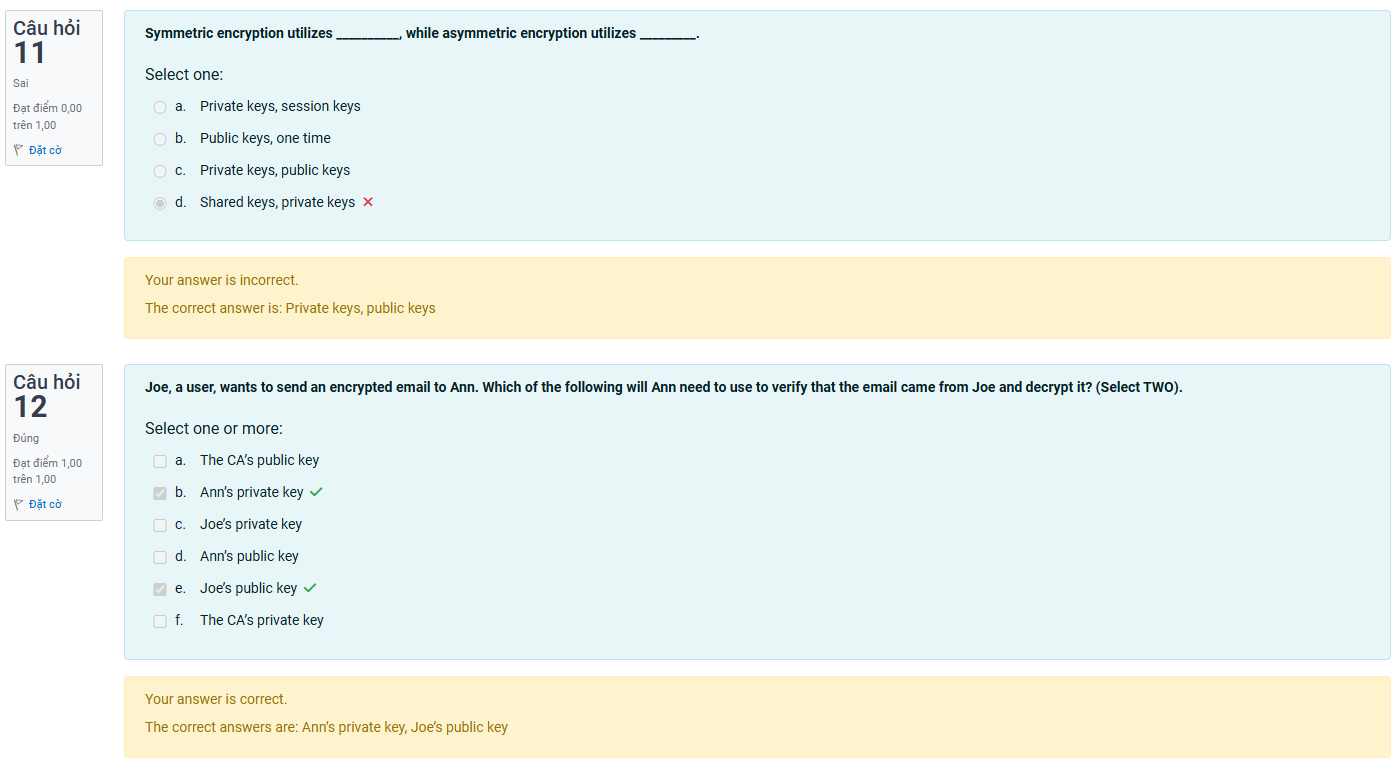 Câu hỏi
11
Sai
Đạt điểm 0,00
trên 1,00
Đặt cờ
Symmetric encryption utilizes __________, while asymmetric encryption utilizes _________.
Select one:
a. Private keys, session keys
b. Public keys, one time
c. Private keys, public keys
d. Shared keys, private keys
Your answer is incorrect.
The correct answer is: Private keys, public keys
Câu hỏi
12
Đúng
Đạt điểm 1,00
trên 1,00
Đặt cờ
Joe, a user, wants to send an encrypted email to Ann. Which of the following will Ann need to use to verify that the email came from Joe and decrypt it? (Select TWO).
Select one or more:
a. The CA’s public key
b. Ann’s private key
c. Joe’s private key
d. Ann’s public key
e. Joe’s public key
f. The CA’s private key
Your answer is correct.
The correct answers are: Ann’s private key, Joe’s public key